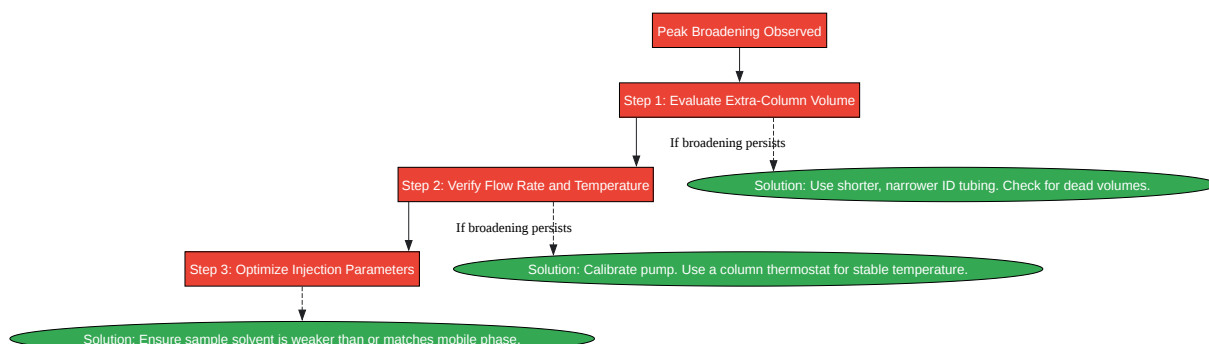 Peak Broadening Observed
Step 1: Evaluate Extra-Column Volume
If broadening persists
Step 2: Verify Flow Rate and Temperature
Solution: Use shorter, narrower ID tubing. Check for dead volumes.
If broadening persists
Step 3: Optimize Injection Parameters
Solution: Calibrate pump. Use a column thermostat for stable temperature.
Solution: Ensure sample solvent is weaker than or matches mobile phase.